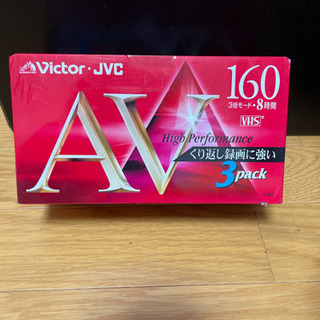 Victor・JVC
160
3倍モード・8時間
VHS
AV
High Performance
くり返し録画に強い
3pack